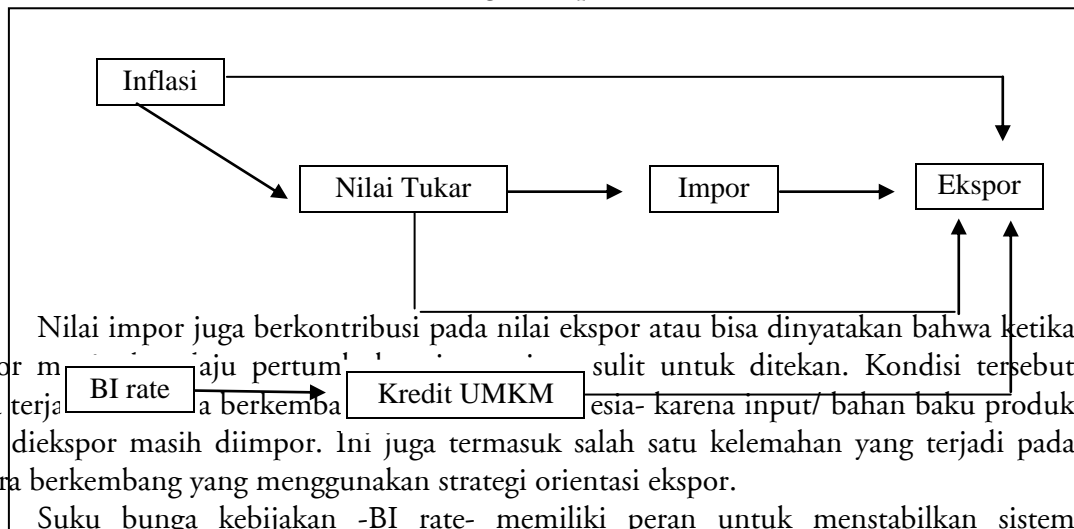 Inflasi
Nilai Tukar
Impor
Ekspor
Nilai impor juga berkontribusi pada nilai ekspor atau bisa dinyatakan bahwa ketika
sulit untuk ditekan. Kondisi tersebut
BI rate
Kredit UMKM
berkemba
esia- karena input/ bahan baku produk
diekspor masih diimpor. Ini juga termasuk salah satu kelemahan yang terjadi pada
berkembang yang menggunakan strategi orientasi ekspor.
Suku bunga kebijakan -BI rate- memiliki peran untuk menstabilkan sistem